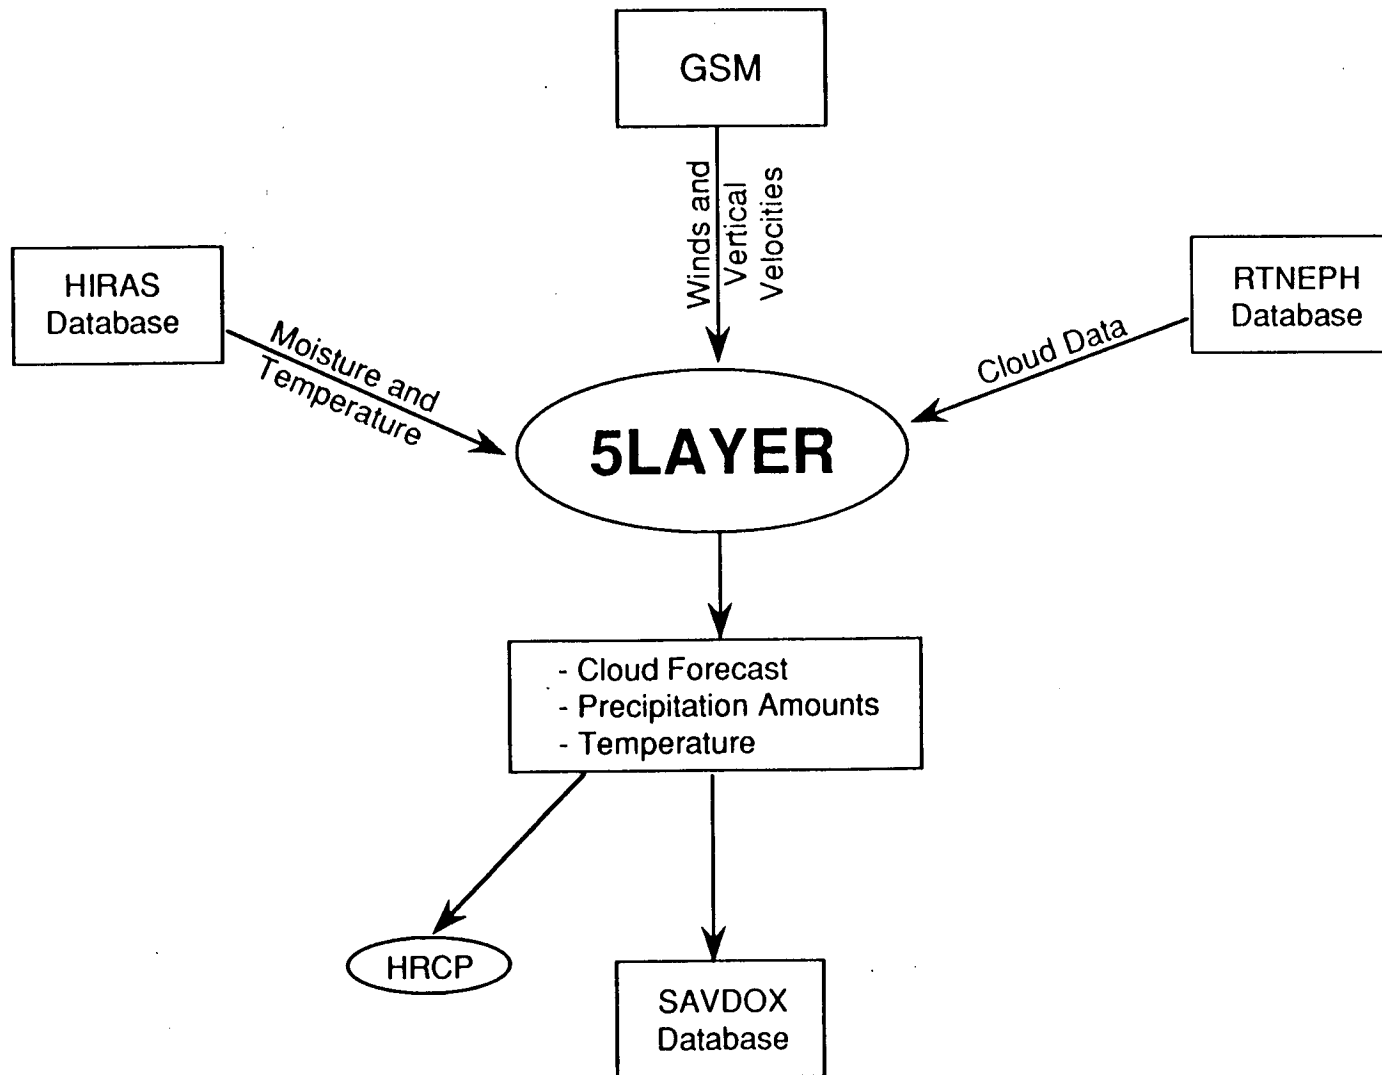 GSM
Winds and
Vertical
Velocities
HIRAS
Database
RTNEPH
Database
Moisture and
Temperature
Cloud Data
5LAYER
- Cloud Forecast
- Precipitation Amounts
- Temperature
HRCP
SAVDOX
Database